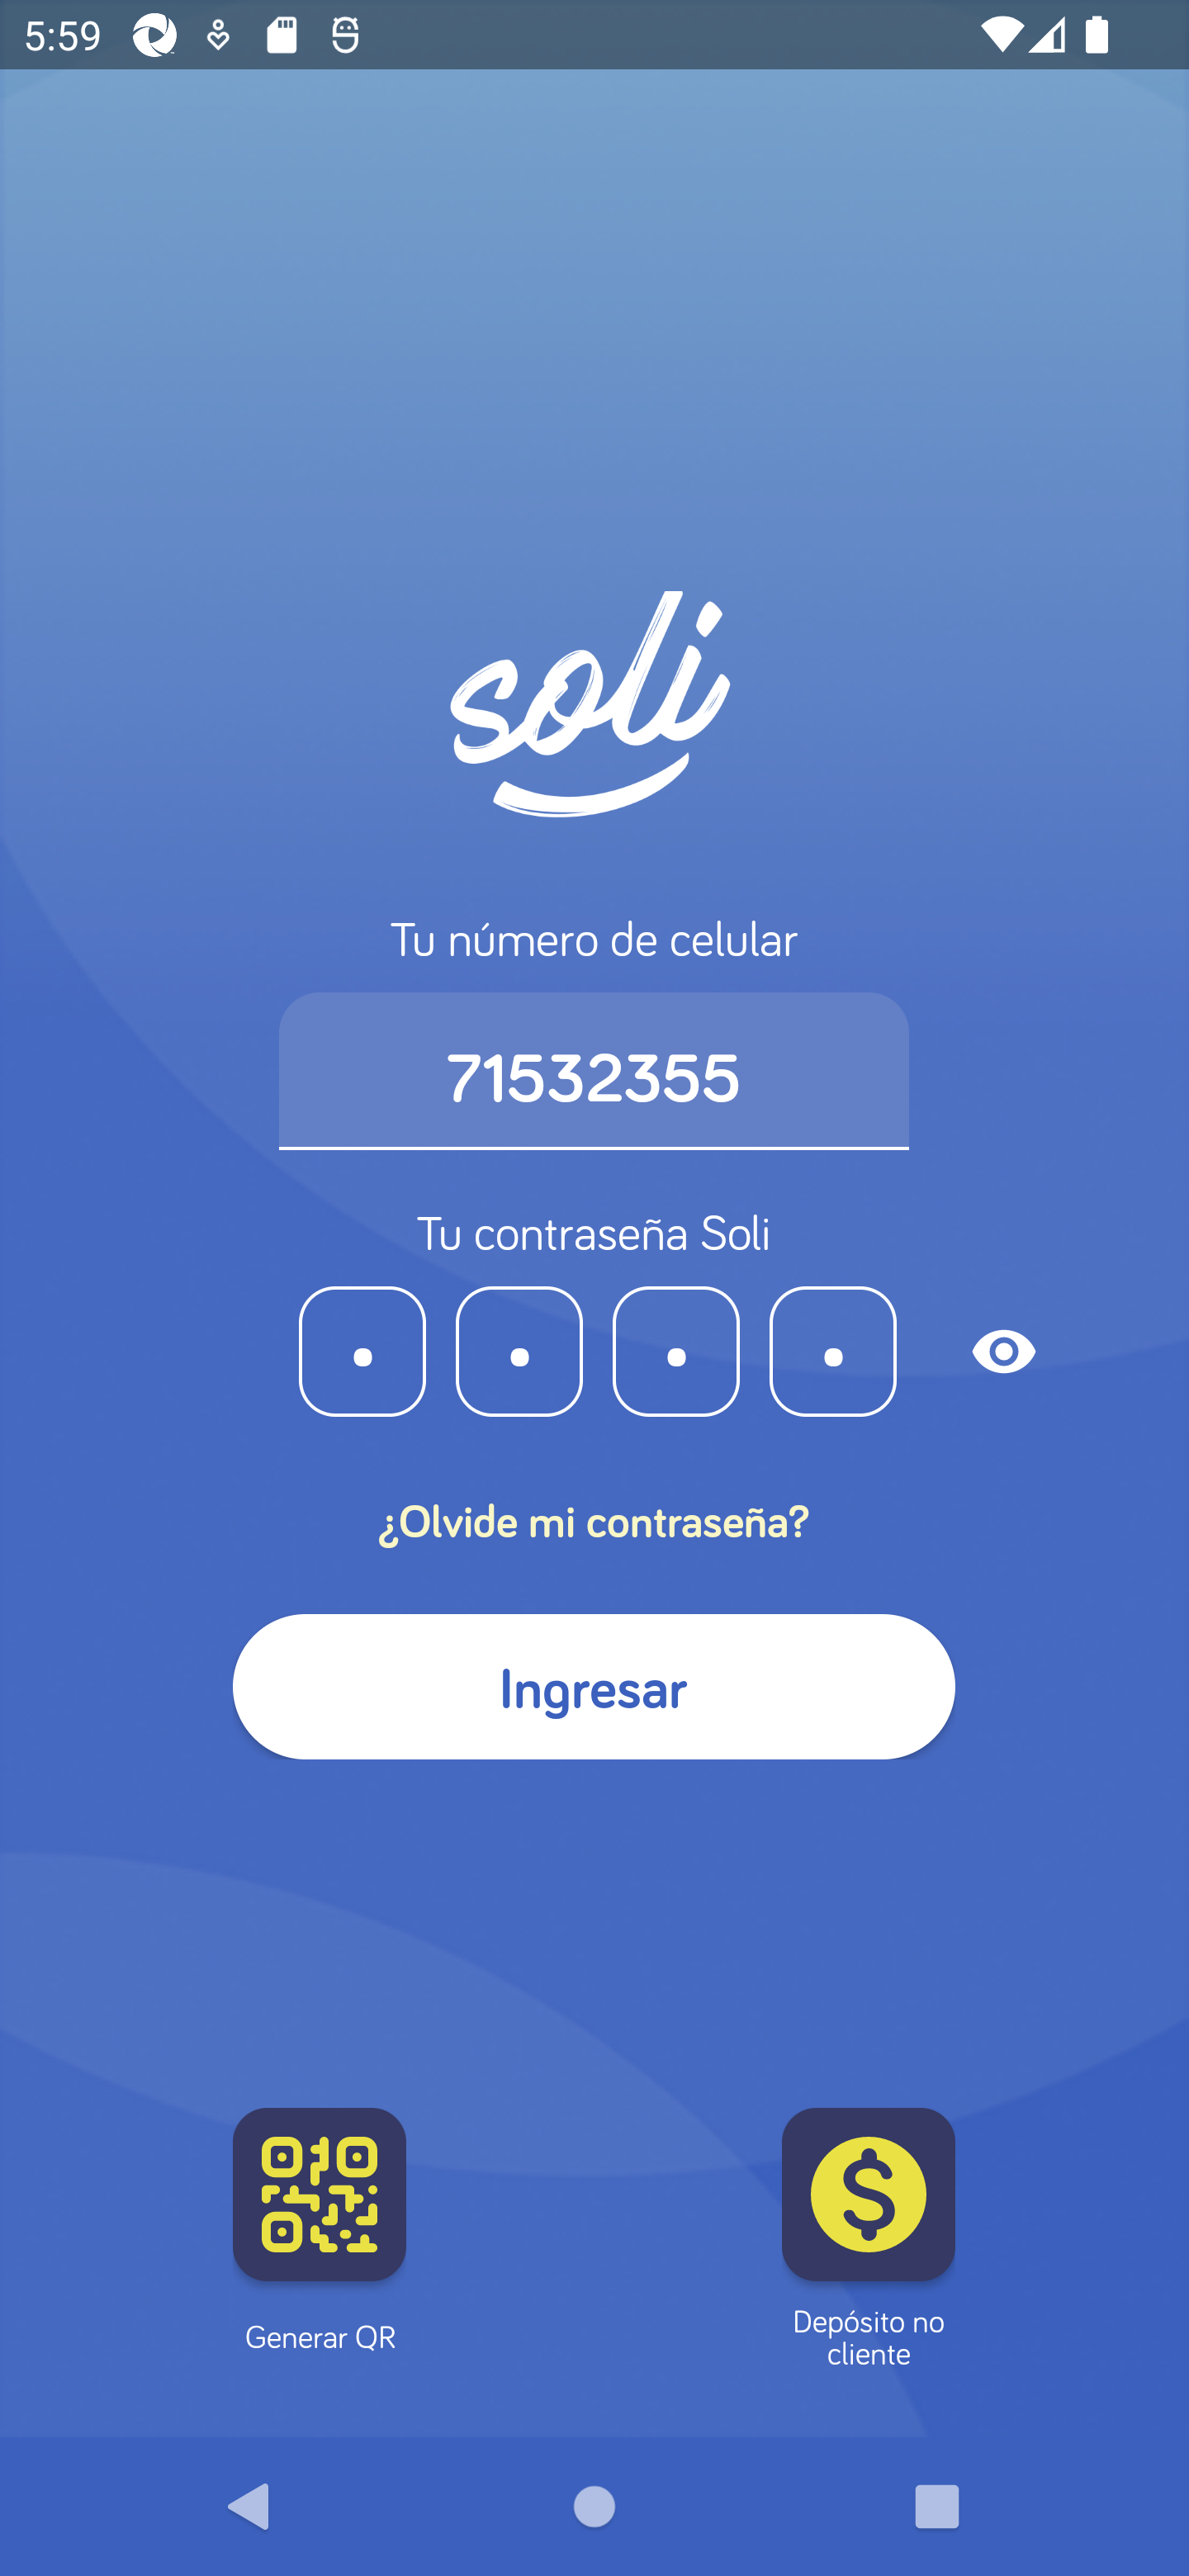 5:59
soli
Tu número de celular
71532355
Tu contraseña Soli
¿Olvide mi contraseña?
Ingresar
Generar QR
Depósito no
cliente